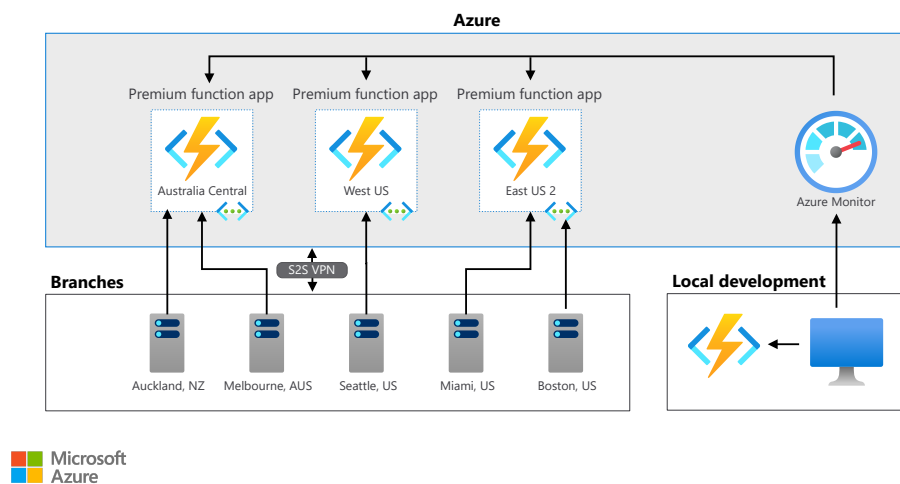 Azure
Premium function app
Premium function app
Premium function app
Australia Central
West US
East US 2
Azure Monitor
S2S VPN
Branches
Local development
Auckland, NZ
Melbourne, AUS
Seattle, US
Miami, US
Boston, US
Microsoft
Azure